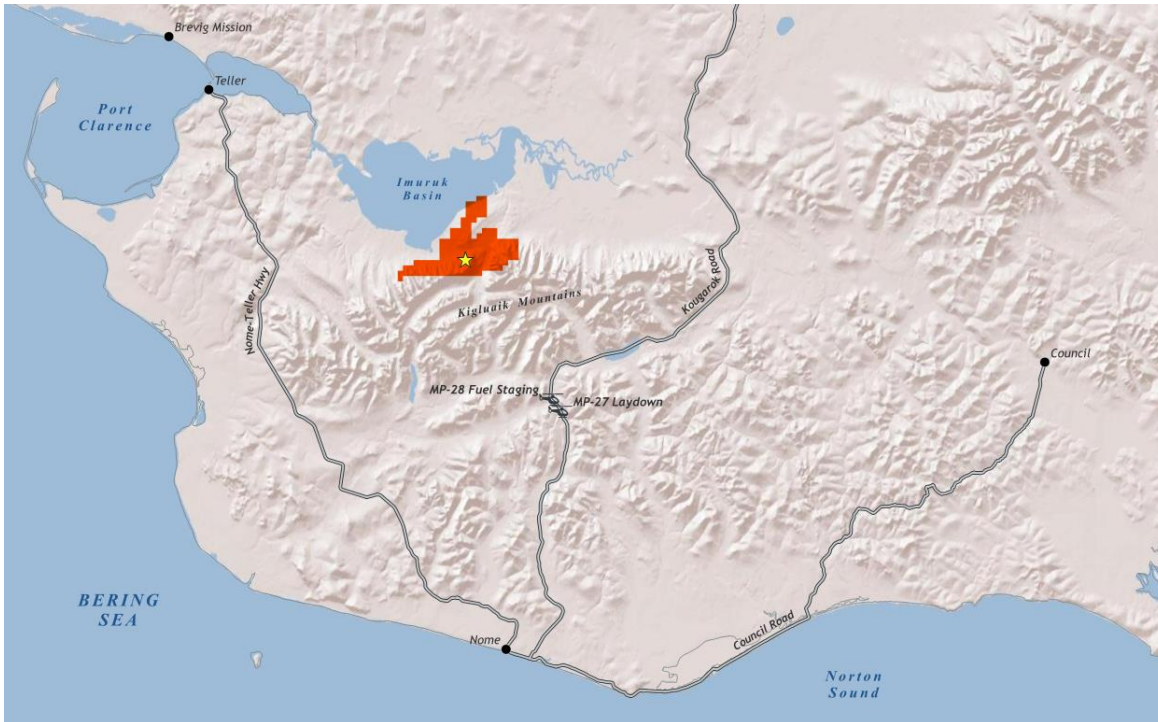 Brevig Mission
Teller
Port
Clarence
Imuruk
Basin
Nome-Teller Hwy
Kigluaik Mountains
Kougarok Road
Council
MP-28 Fuel Staging
MP-27 Laydown
BERING
SEA
Nome
Council Road
Norton
Sound